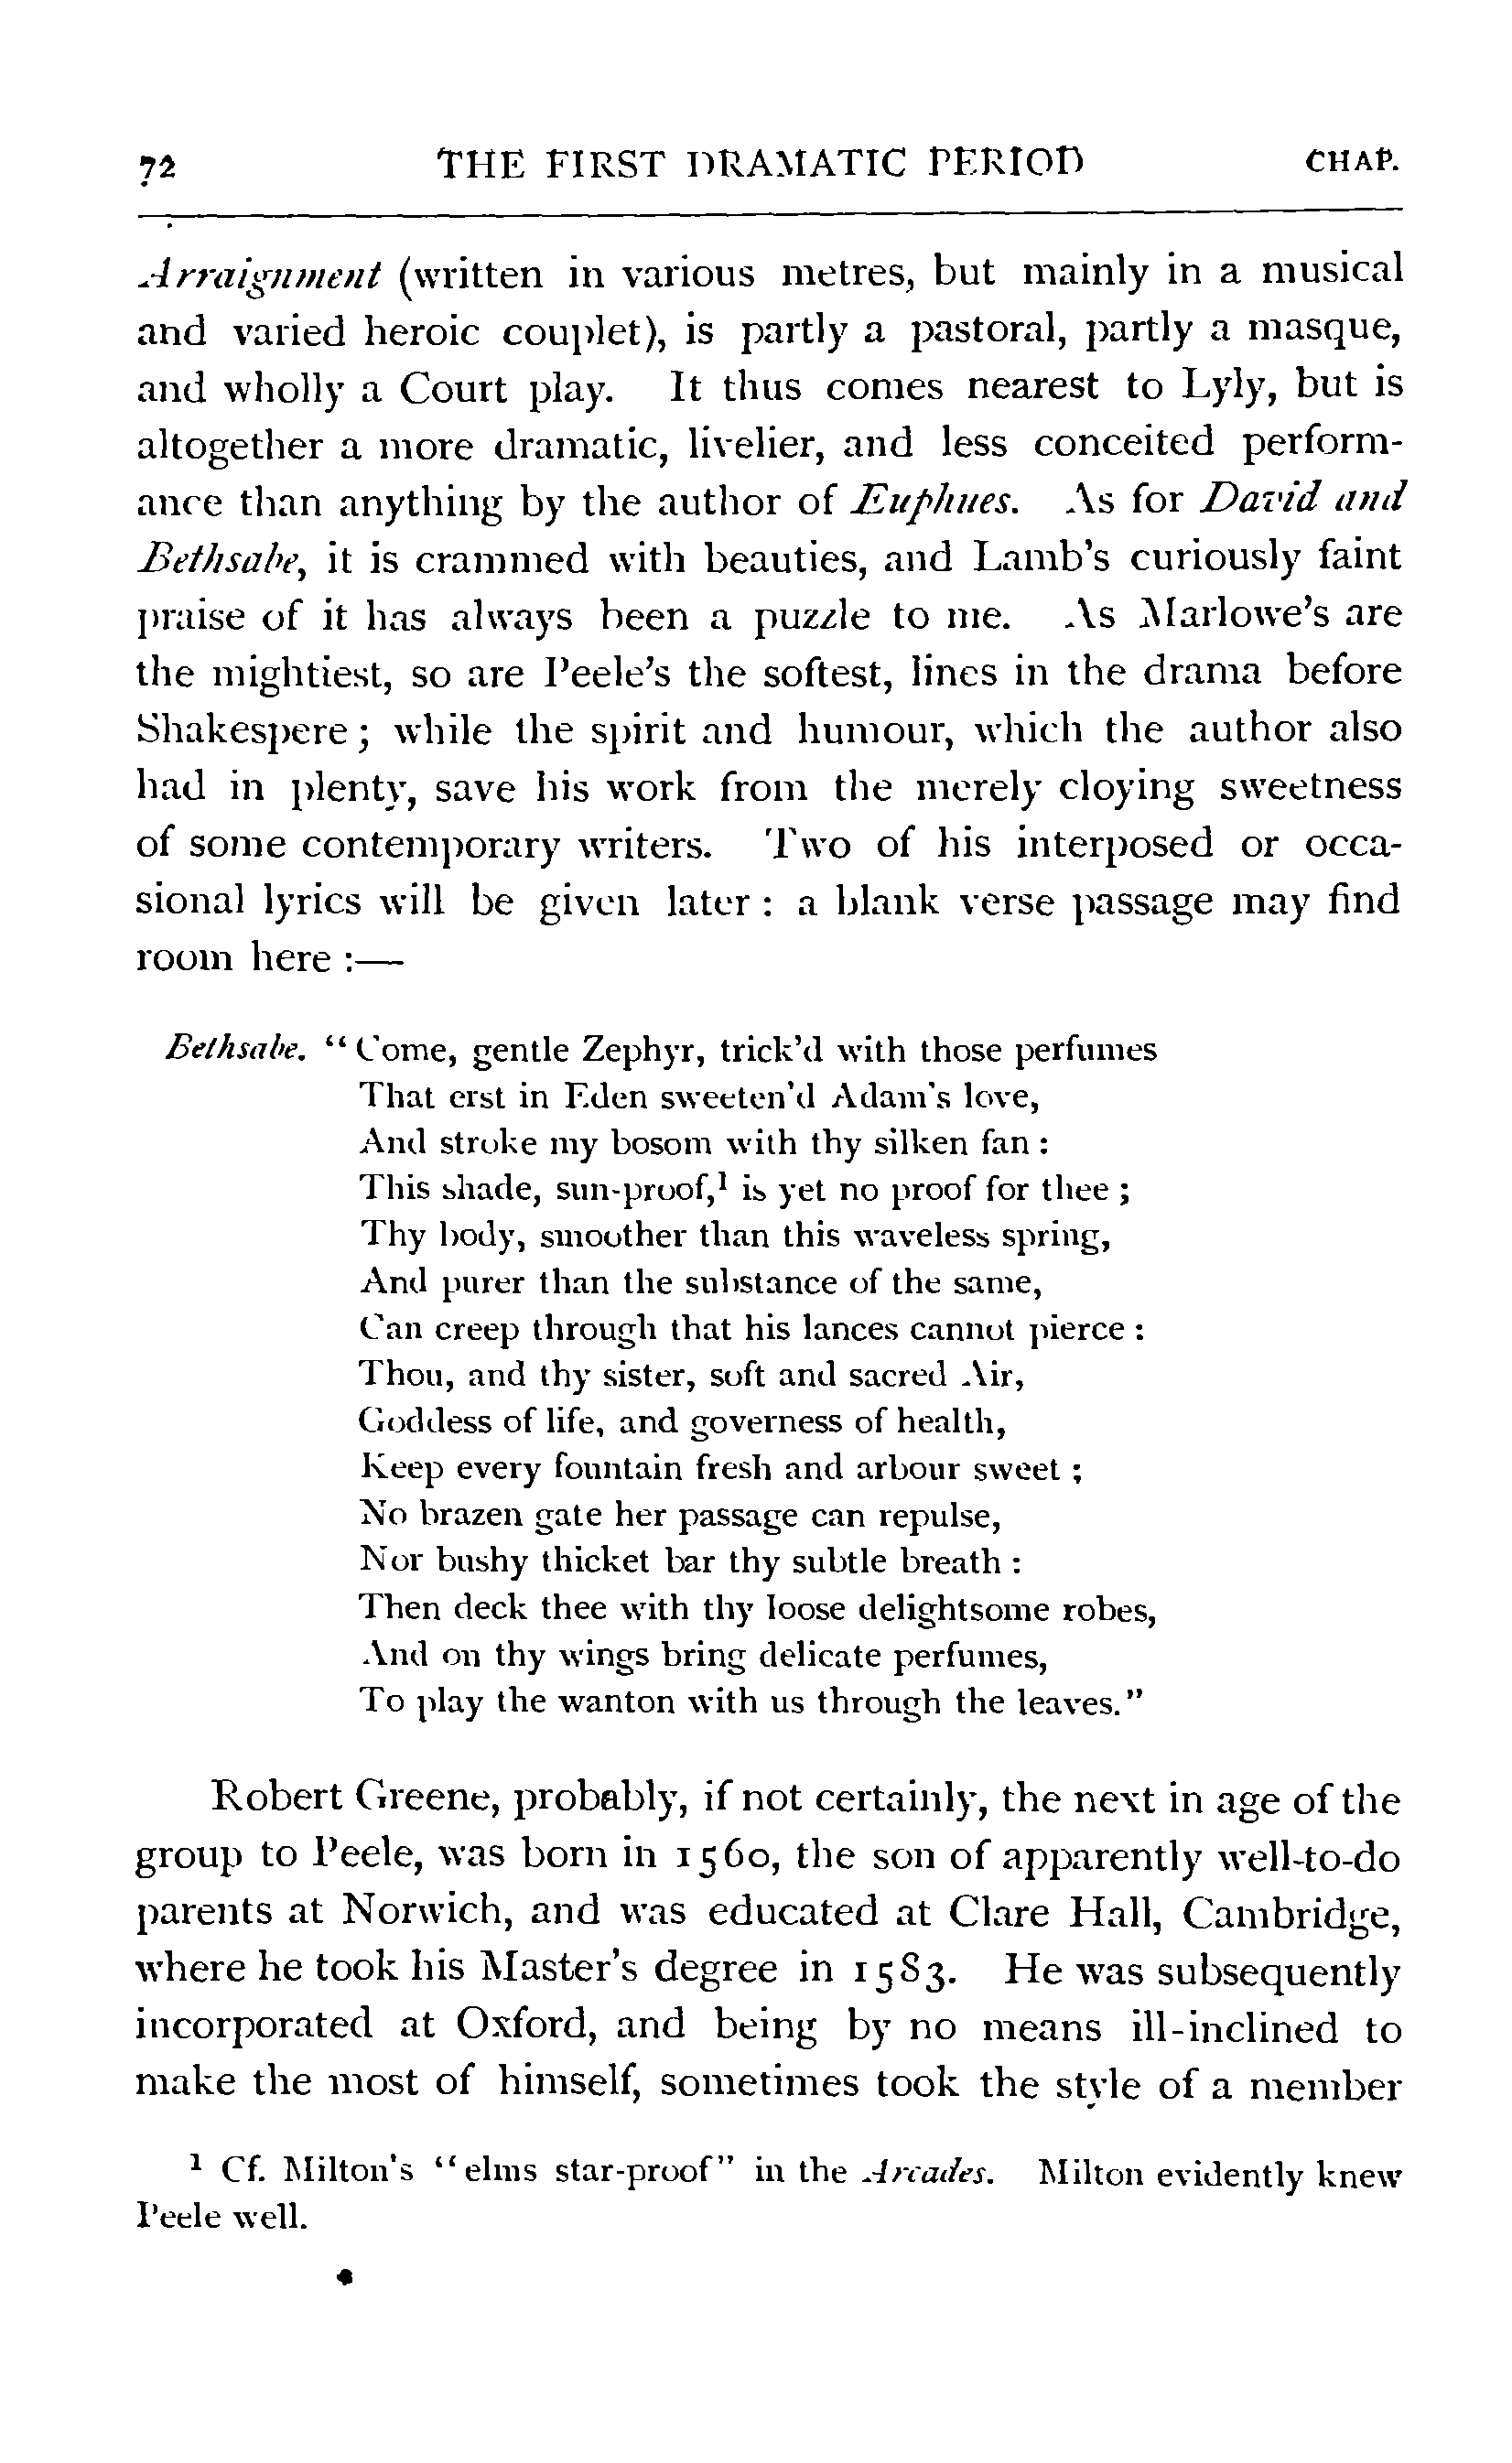 72 THE FIRST DRAMATIC PERIOD CHAP.
Arraignment (written in various metres, but mainly in a musical
and varied heroic couplet), is partly a pastoral, partly a masque,
and wholly a Court play. It thus comes nearest to Lyly, but is
altogether a more dramatic, livelier, and less conceited perform-
ance than anything by the author of Euphues. As for David and
Bethsabe, it is crammed with beauties, and Lamb's curiously faint
praise of it has always been a puzzle to me. As Marlowe's are
the mightiest, so are Peele's the softest, lines in the drama before
Shakespere; while the spirit and humour, which the author also
had in plenty, save his work from the merely cloying sweetness
of some contemporary writers. Two of his interposed or occa-
sional lyrics will be given later: a blank verse passage may find
room here:—
Bethsabe. "Come, gentle Zephyr, trick'd with those perfumes
That erst in Eden sweeten'd Adam's love,
And stroke my bosom with thy silken fan:
This shade, sun-proof,¹ is yet no proof for thee;
Thy body, smoother than this waveless spring,
And purer than the substance of the same,
Can creep through that his lances cannot pierce:
Thou, and thy sister, soft and sacred Air,
Goddess of life, and governess of health,
Keep every fountain fresh and arbour sweet;
No brazen gate her passage can repulse,
Nor bushy thicket bar thy subtle breath:
Then deck thee with thy loose delightsome robes,
And on thy wings bring delicate perfumes,
To play the wanton with us through the leaves."
Robert Greene, probably, if not certainly, the next in age of the
group to Peele, was born in 1560, the son of apparently well-to-do
parents at Norwich, and was educated at Clare Hall, Cambridge,
where he took his Master's degree in 1583. He was subsequently
incorporated at Oxford, and being by no means ill-inclined to
make the most of himself, sometimes took the style of a member
¹ Cf. Milton's "elms star-proof" in the Arcades. Milton evidently knew
Peele well.